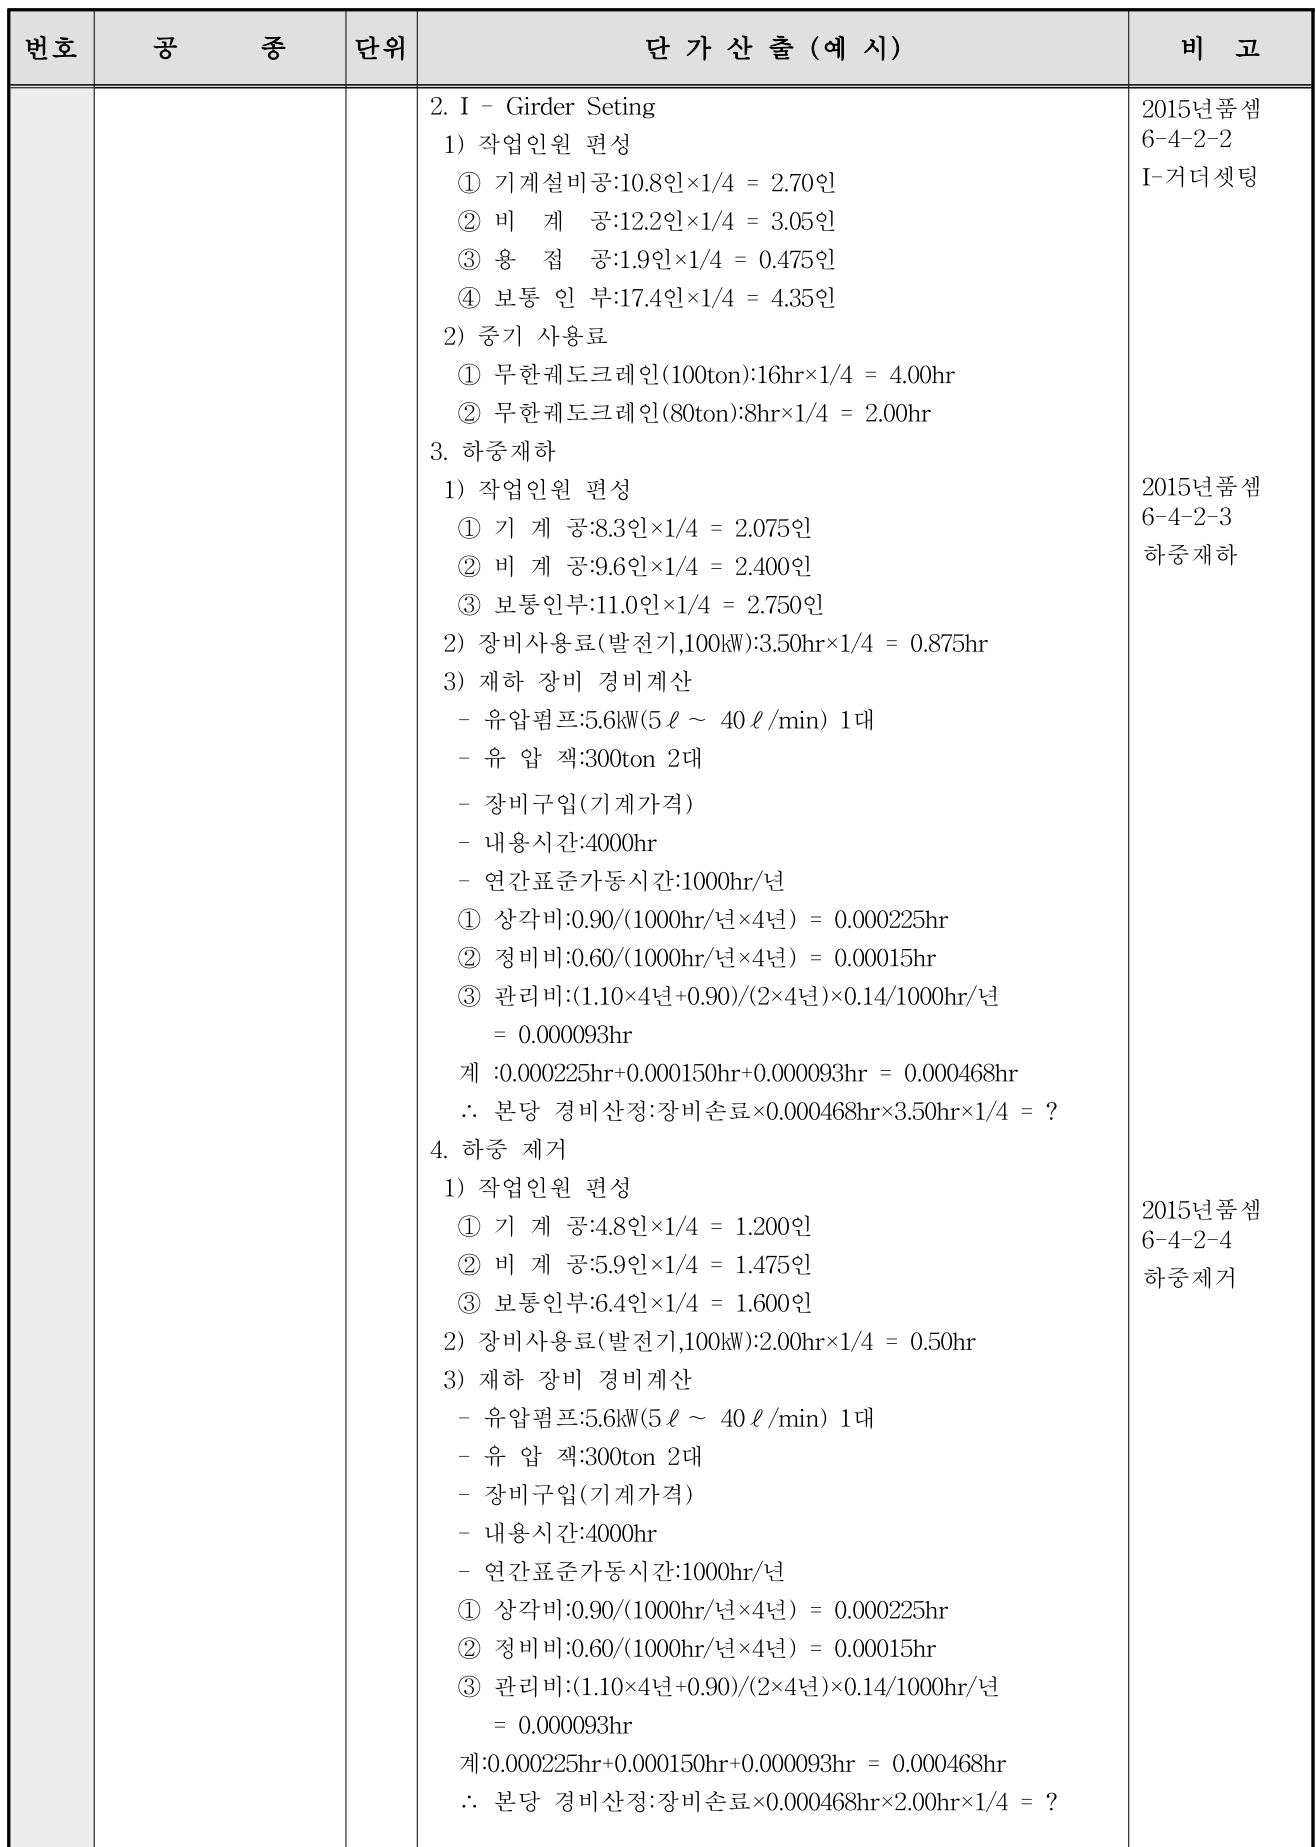 번호 공 종 단위 단 가 산 출 (예 시) 비 고
2. I - Girder Seting
2015년품셈
1) 작업인원 편성
6-4-2-2
① 기계설비공:10.8인×1/4 = 2.70인
I-거더셋팅
② 비 계 공:12.2인×1/4 = 3.05인
③ 용 접 공:1.9인×1/4 = 0.475인
④ 보통 인 부:17.4인×1/4 = 4.35인
2) 중기 사용료
① 무한궤도크레인(100ton):16hr×1/4 = 4.00hr
② 무한궤도크레인(80ton):8hr×1/4 = 2.00hr
3. 하중재하
1) 작업인원 편성
2015년품셈
6-4-2-3
① 기 계 공:8.3인×1/4 = 2.075인
하중재하
② 비 계 공:9.6인×1/4 = 2.400인
③ 보통인부:11.0인×1/4 = 2.750인
2) 장비사용료(발전기,100㎾):3.50hr×1/4 = 0.875hr
3) 재하 장비 경비계산
- 유압펌프:5.6㎾(5ℓ~ 40ℓ/min) 1대
- 유 압 잭:300ton 2대
- 장비구입(기계가격)
- 내용시간:4000hr
- 연간표준가동시간:1000hr/년
① 상각비:0.90/(1000hr/년×4년) = 0.000225hr
② 정비비:0.60/(1000hr/년×4년) = 0.00015hr
③ 관리비:(1.10×4년+0.90)/(2×4년)×0.14/1000hr/년
= 0.000093hr
계 :0.000225hr+0.000150hr+0.000093hr = 0.000468hr
∴ 본당 경비산정:장비손료×0.000468hr×3.50hr×1/4 = ?
4. 하중 제거
1) 작업인원 편성
2015년품셈
① 기 계 공:4.8인×1/4 = 1.200인
6-4-2-4
② 비 계 공:5.9인×1/4 = 1.475인
하중제거
③ 보통인부:6.4인×1/4 = 1.600인
2) 장비사용료(발전기,100㎾):2.00hr×1/4 = 0.50hr
3) 재하 장비 경비계산
- 유압펌프:5.6㎾(5ℓ~ 40ℓ/min) 1대
- 유 압 잭:300ton 2대
- 장비구입(기계가격)
- 내용시간:4000hr
- 연간표준가동시간:1000hr/년
① 상각비:0.90/(1000hr/년×4년) = 0.000225hr
② 정비비:0.60/(1000hr/년×4년) = 0.00015hr
③ 관리비:(1.10×4년+0.90)/(2×4년)×0.14/1000hr/년
= 0.000093hr
계:0.000225hr+0.000150hr+0.000093hr = 0.000468hr
∴ 본당 경비산정:장비손료×0.000468hr×2.00hr×1/4 = ?